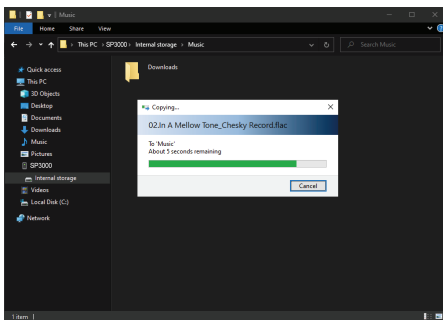 Music
File Home Share View
This PC > SP3000 > Internal storage > Music
Search Music
Quick access
This PC
3D Objects
Desktop
Documents
Downloads
Music
Pictures
SP3000
Internal storage
Videos
Local Disk (C:)
Network
Downloads
Copying...
02.In A Mellow Tone_Chesky Record.flac
To 'Music'
About 5 seconds remaining
Cancel
1 item